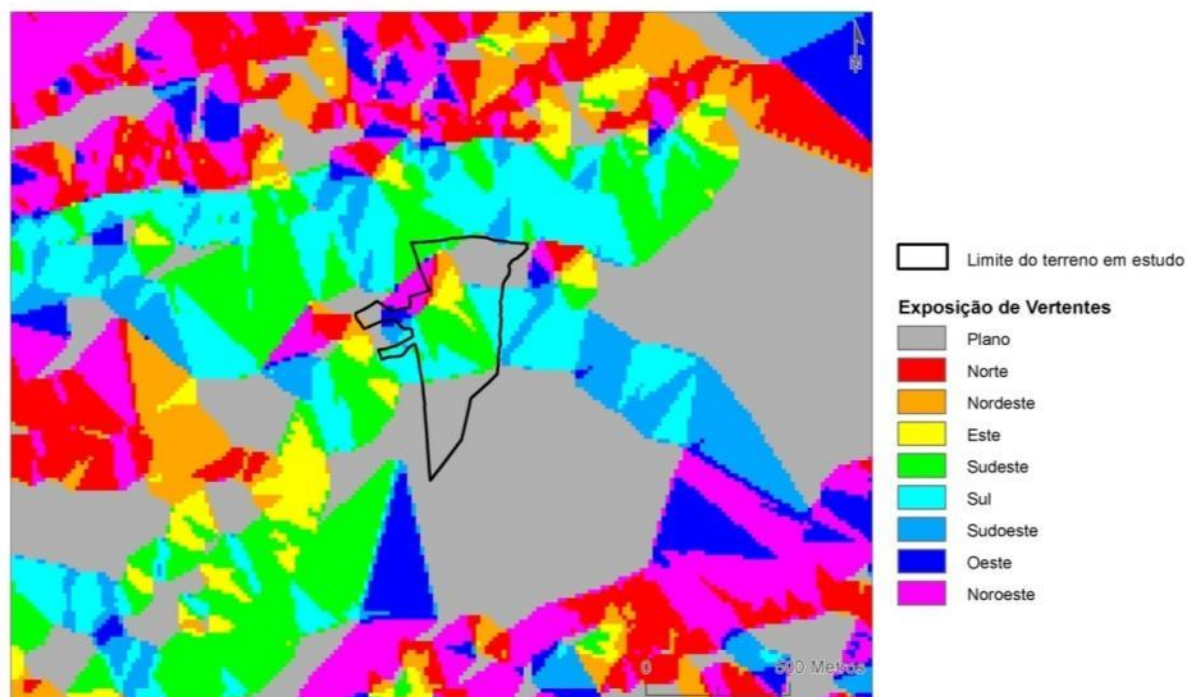 N
Limite do terreno em estudo
Exposição de Vertentes
Plano
Norte
Nordeste
Este
Sudeste
Sul
Sudoeste
Oeste
Noroeste
0 500 Metros